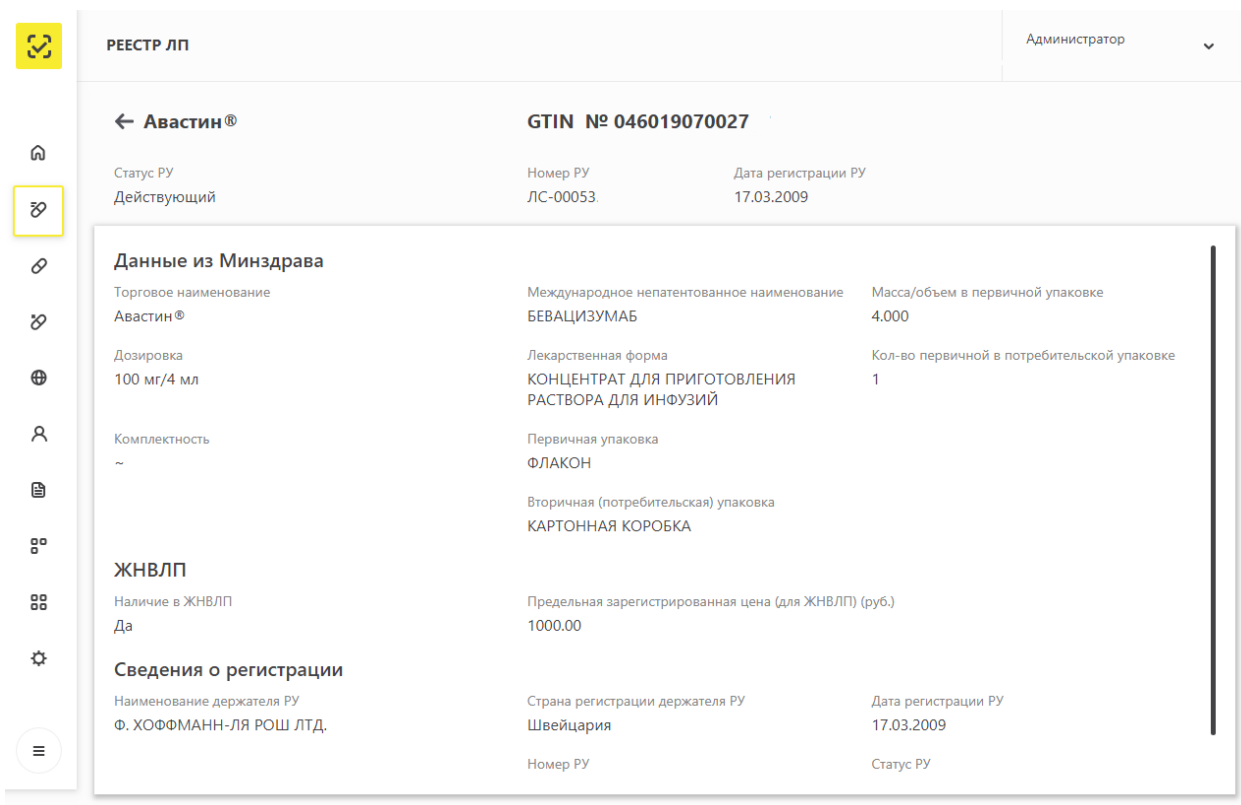 РЕЕСТР ЛП
Администратор
Авастин®
GTIN № 046019070027
Статус РУ
Номер РУ
Дата регистрации РУ
Действующий
ЛС-00053
17.03.2009
Данные из Минздрава
Торговое наименование
Международное непатентованное наименование
Масса/объем в первичной упаковке
Авастин®
БЕВАЦИЗУМАБ
4.000
Дозировка
Лекарственная форма
Кол-во первичной в потребительской упаковке
100 мг/4 мл
КОНЦЕНТРАТ ДЛЯ ПРИГОТОВЛЕНИЯ
РАСТВОРА ДЛЯ ИНФУЗИЙ
1
Комплектность
Первичная упаковка
~
ФЛАКОН
Вторичная (потребительская) упаковка
КАРТОННАЯ КОРОБКА
ЖНВЛП
Наличие в ЖНВЛП
Предельная зарегистрированная цена (для ЖНВЛП) (руб.)
Да
1000.00
Сведения о регистрации
Наименование держателя РУ
Страна регистрации держателя РУ
Дата регистрации РУ
Ф. ХОФФМАНН-ЛЯ РОШ ЛТД.
Швейцария
17.03.2009
Номер РУ
Статус РУ